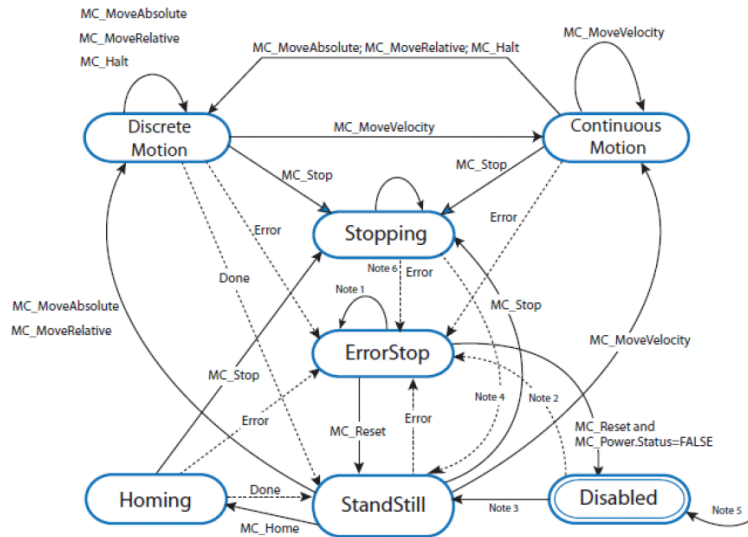 MC_MoveAbsolute
MC_MoveRelative
MC_Halt
MC_MoveAbsolute; MC_MoveRelative; MC_Halt
MC_MoveVelocity
Discrete
Motion
MC_MoveVelocity
Continuous
Motion
MC_Stop
MC_Stop
Error
Stopping
Error
Done
Note 6
Error
Note 1
MC_Stop
MC_MoveAbsolute
MC_MoveRelative
ErrorStop
MC_MoveVelocity
MC_Stop
Note 4
Note 2
Error
MC_Reset
Error
MC_Reset and
MC_Power.Status=FALSE
Homing
Done
StandStill
Note 3
Disabled
Note 5
MC_Home